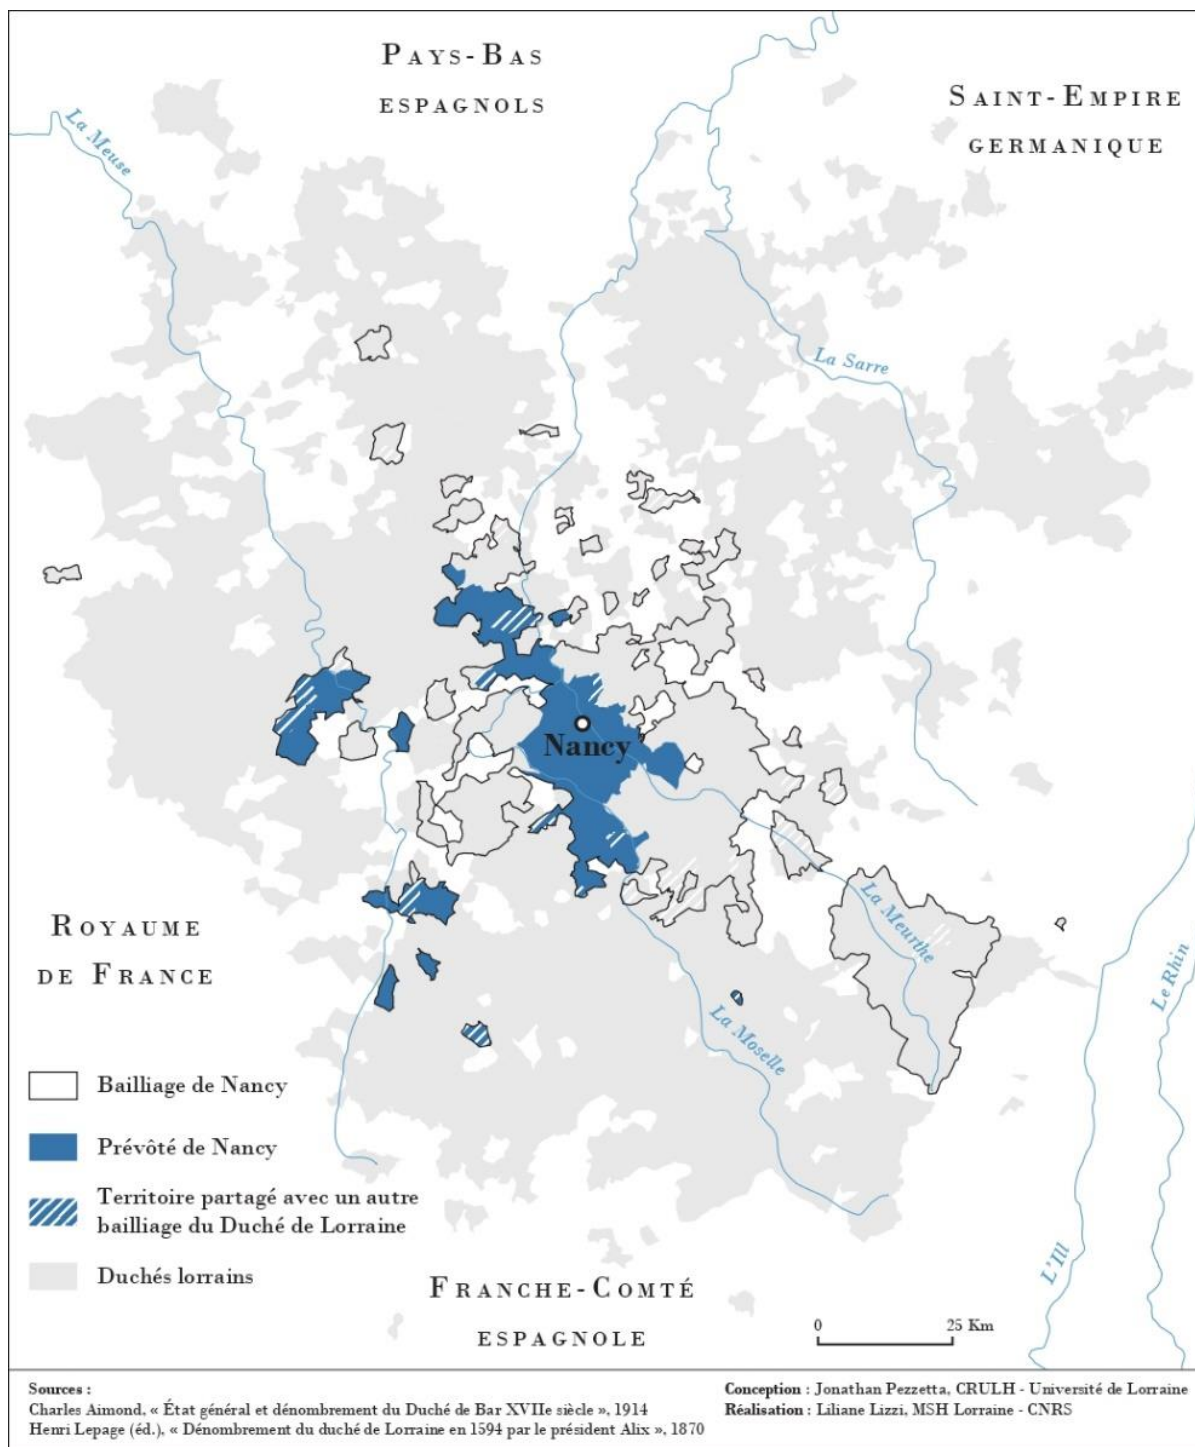 PAYS-BAS
ESPAGNOLS
SAINT-EMPIRE
GERMANIQUE
La Meuse
La Sarre
Nancy
ROYAUME
DE FRANCE
La Meurthe
Le Rhin
La Moselle
L'Ill
Bailliage de Nancy
Prévôté de Nancy
Territoire partagé avec un autre
bailliage du Duché de Lorraine
Duchés lorrains
FRANCHE-COMTÉ
ESPAGNOLE
0 25 Km
Sources :
Charles Aimond, « État général et dénombrement du Duché de Bar XVIIe siècle », 1914
Henri Lepage (éd.), « Dénombrement du duché de Lorraine en 1594 par le président Alix », 1870
Conception : Jonathan Pezzetta, CRULH - Université de Lorraine
Réalisation : Liliane Lizzi, MSH Lorraine - CNRS